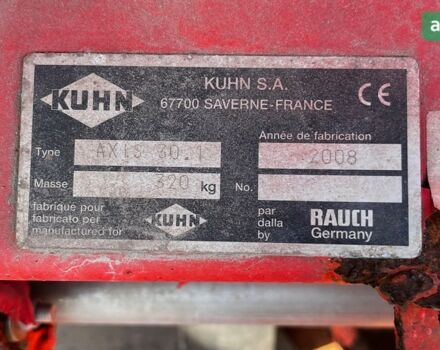 KUHN
KUHN S.A.
67700 SAVERNE-FRANCE
CE
Année de fabrication
Type AXIS 30.1 2008
Masse 320 kg No.
fabriqué pour
fabricato per
manufactured for
KUHN
par
dalla
by
RAUCH
Germany
a